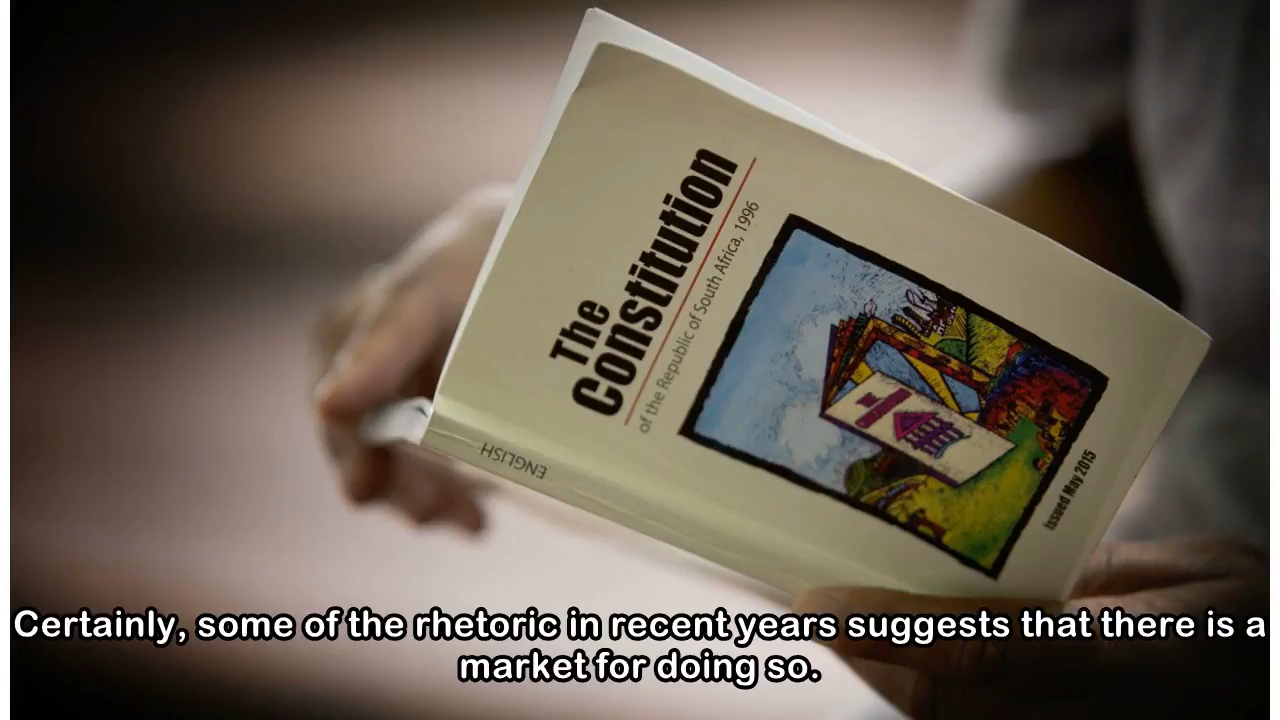 The
Constitution
of the Republic of South Africa, 1996
ENGLISH
Issued May 2015
Certainly, some of the rhetoric in recent years suggests that there is a
market for doing so.